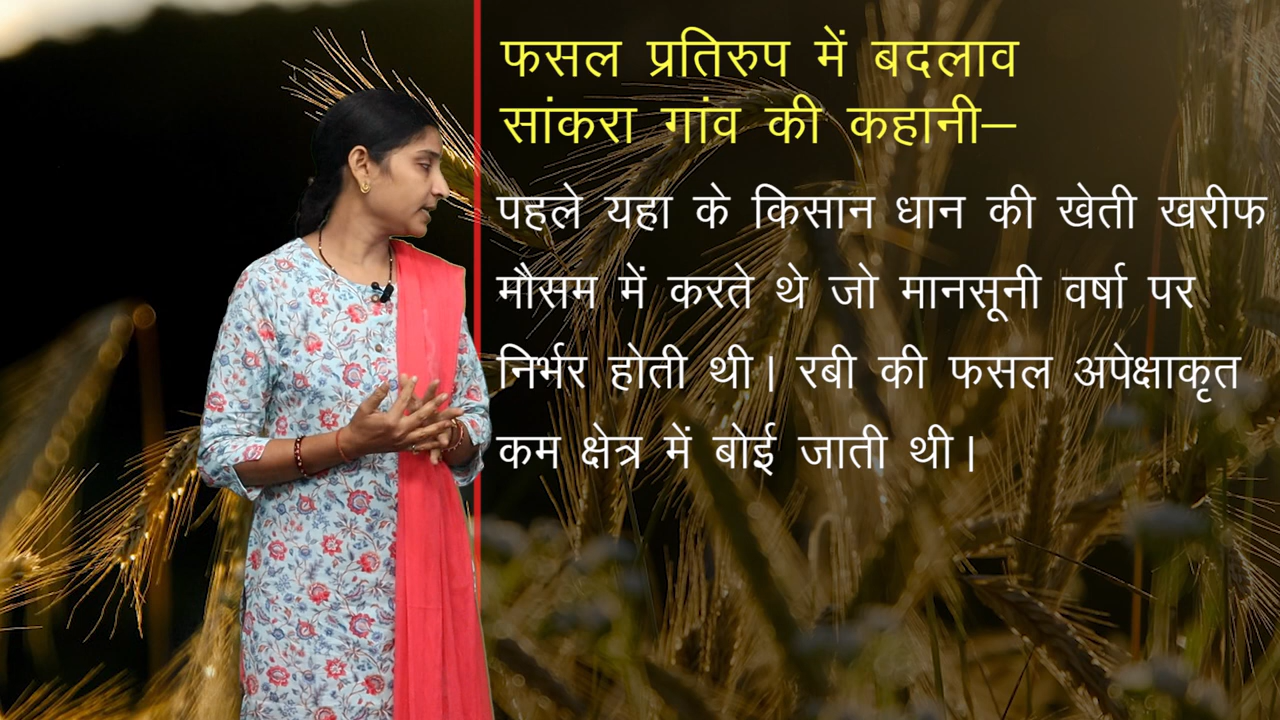 फसल प्रतिरुप में बदलाव
सांकरा गांव की कहानी–
पहले यहा के किसान धान की खेती खरीफ
मौसम में करते थे जो मानसूनी वर्षा पर
निर्भर होती थी। रबी की फसल अपेक्षाकृत
कम क्षेत्र में बोई जाती थी।